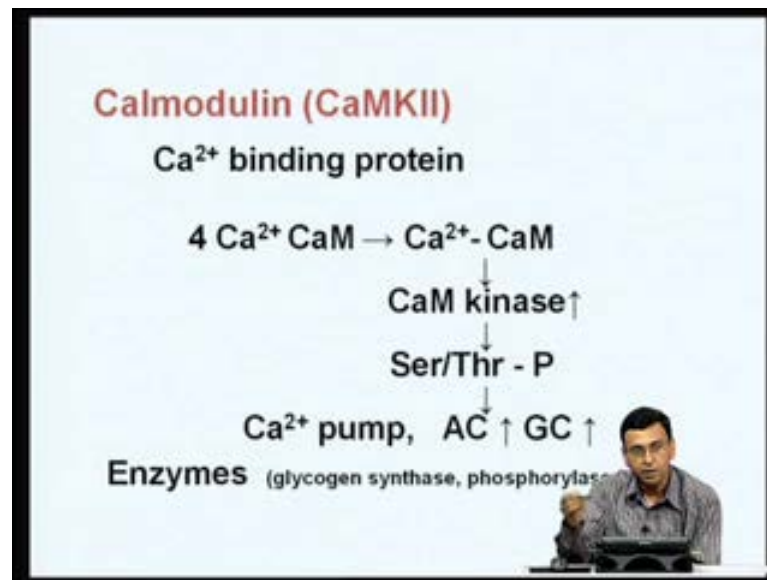 Calmodulin (CaMKII)
Ca²⁺ binding protein
4 Ca²⁺ CaM → Ca²⁺- CaM
↓
CaM kinase↑
↓
Ser/Thr - P
↓
Ca²⁺ pump, AC ↑ GC ↑
Enzymes (glycogen synthase, phosphorylase